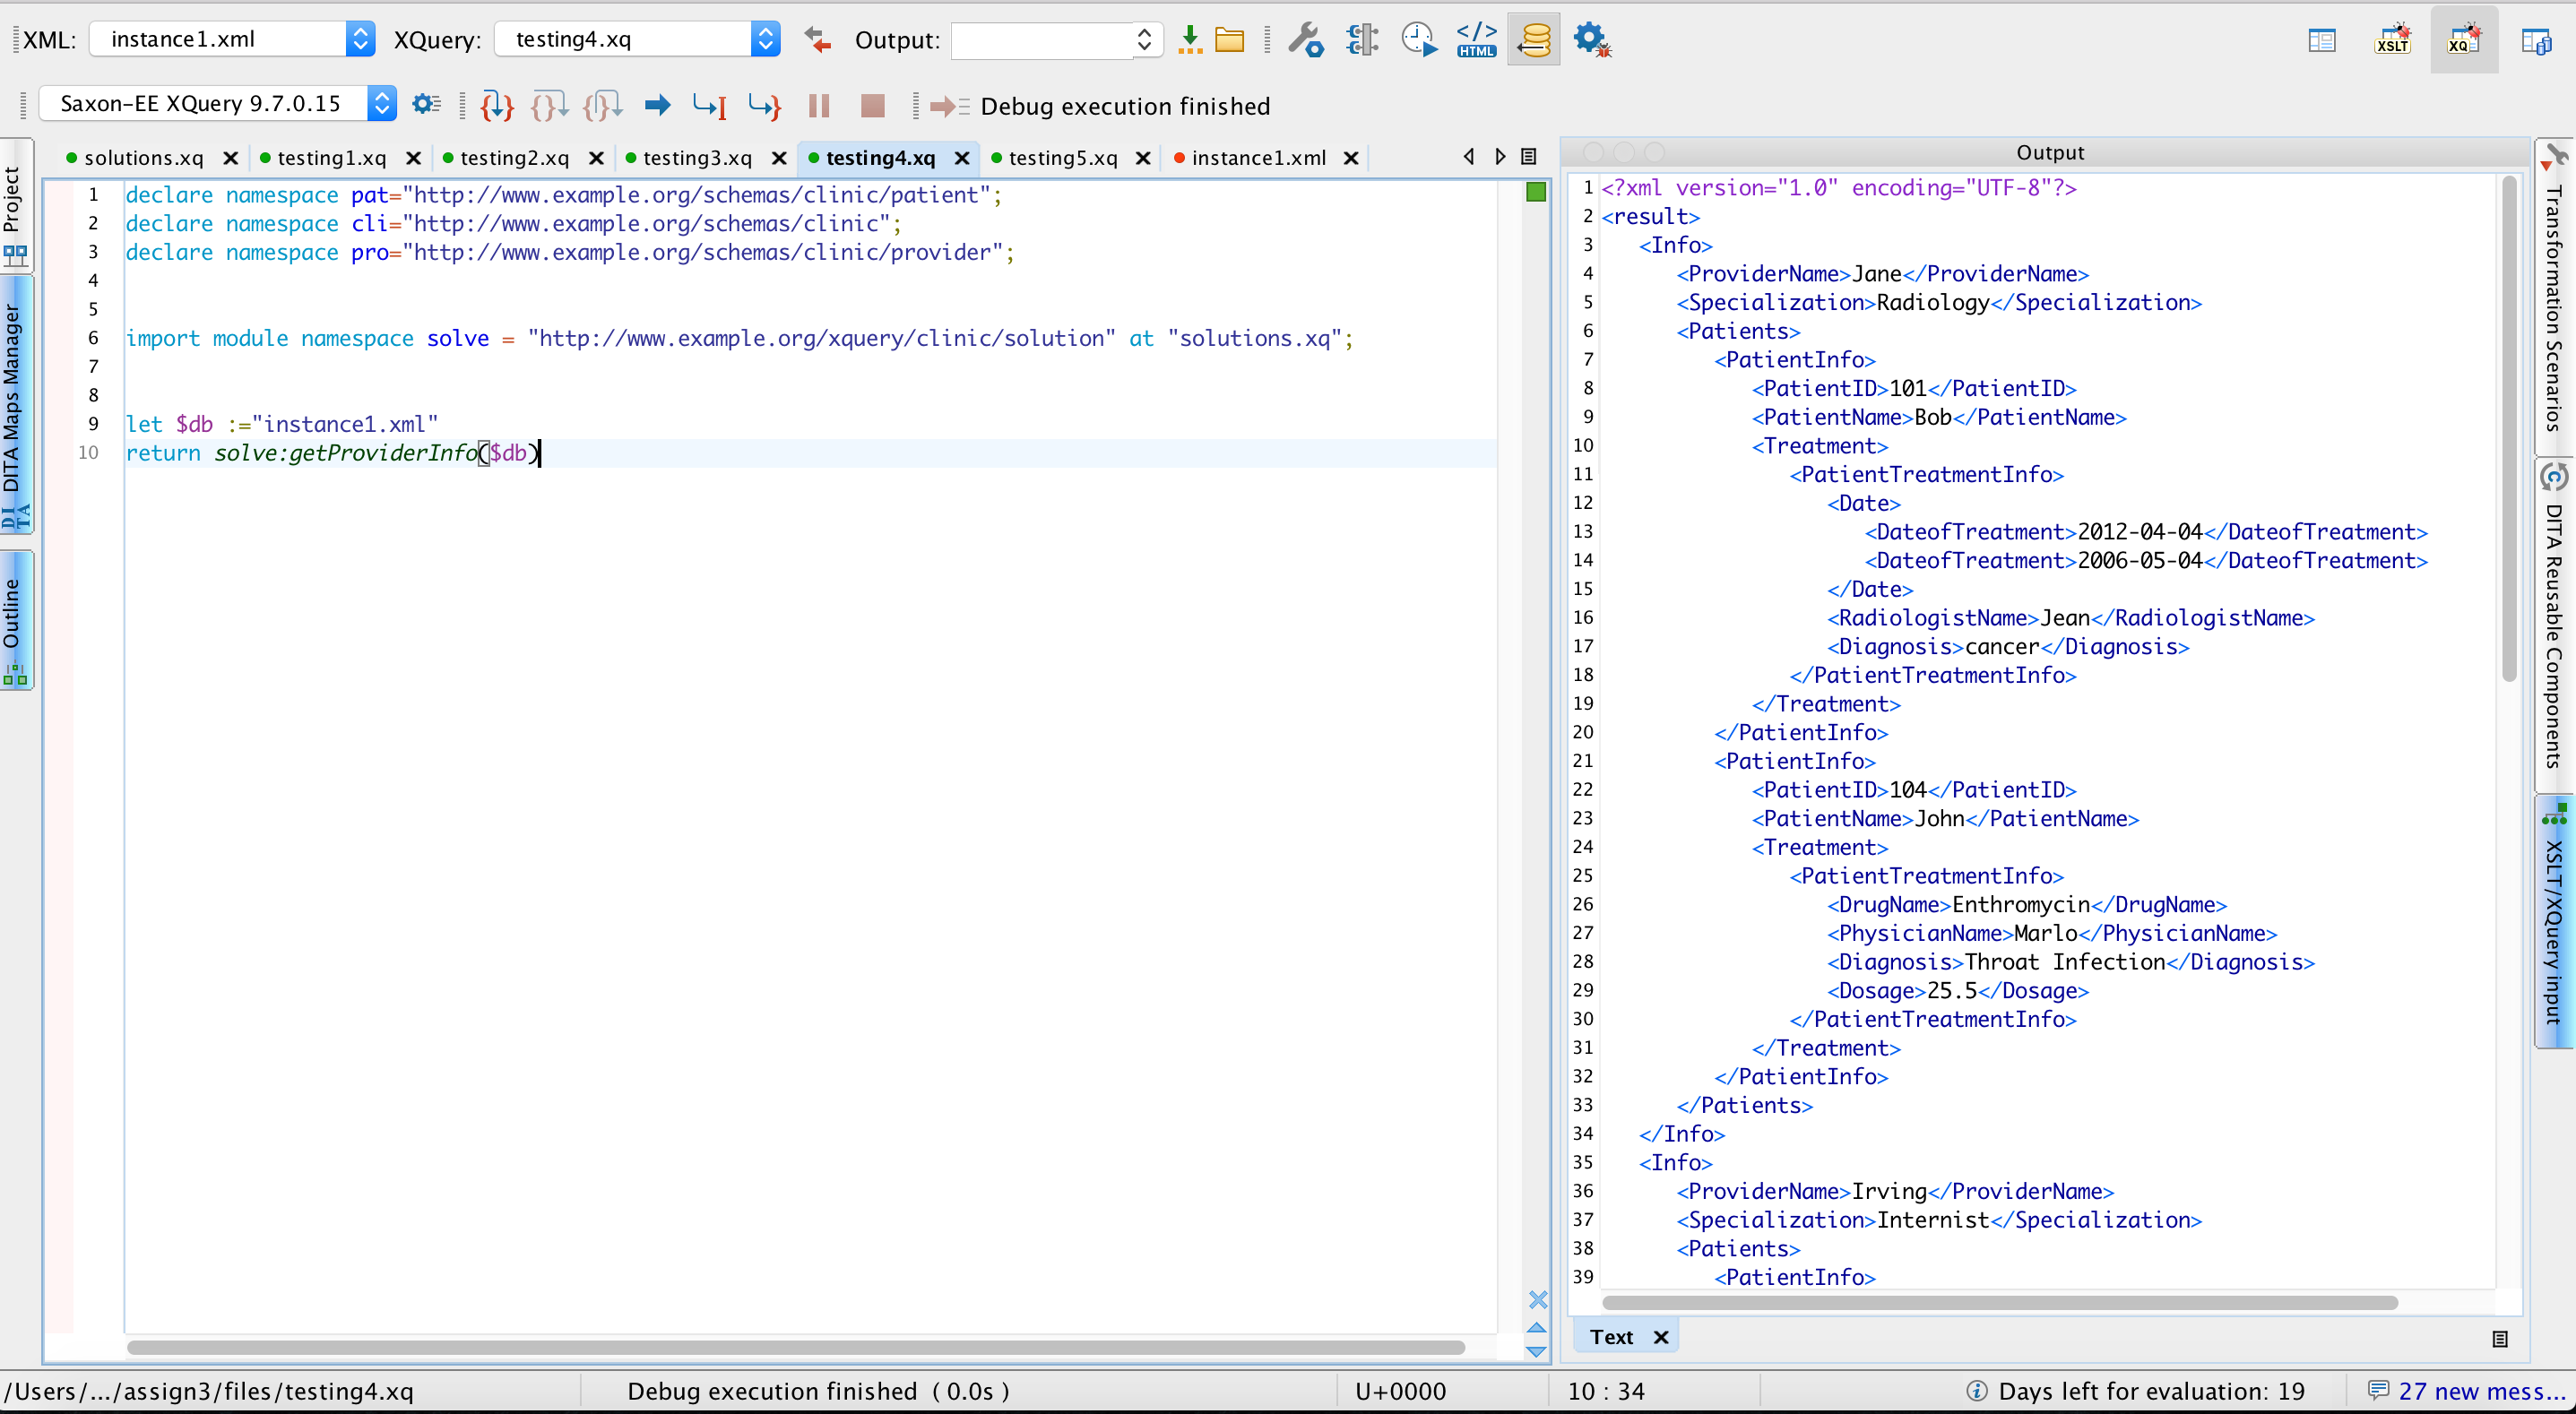 XML: instance1.xml XQuery: testing4.xq Output: </> HTML XSLT XQ
Saxon-EE XQuery 9.7.0.15 Debug execution finished
solutions.xq testing1.xq testing2.xq testing3.xq testing4.xq testing5.xq instance1.xml
Project
DITA Maps Manager
DITA
Outline
1 declare namespace pat="http://www.example.org/schemas/clinic/patient";
2 declare namespace cli="http://www.example.org/schemas/clinic";
3 declare namespace pro="http://www.example.org/schemas/clinic/provider";
4
5
6 import module namespace solve = "http://www.example.org/xquery/clinic/solution" at "solutions.xq";
7
8
9 let $db :="instance1.xml"
10 return solve:getProviderInfo($db)
Output
1 <?xml version="1.0" encoding="UTF-8"?>
2 <result>
3 <Info>
4 <ProviderName>Jane</ProviderName>
5 <Specialization>Radiology</Specialization>
6 <Patients>
7 <PatientInfo>
8 <PatientID>101</PatientID>
9 <PatientName>Bob</PatientName>
10 <Treatment>
11 <PatientTreatmentInfo>
12 <Date>
13 <DateofTreatment>2012-04-04</DateofTreatment>
14 <DateofTreatment>2006-05-04</DateofTreatment>
15 </Date>
16 <RadiologistName>Jean</RadiologistName>
17 <Diagnosis>cancer</Diagnosis>
18 </PatientTreatmentInfo>
19 </Treatment>
20 </PatientInfo>
21 <PatientInfo>
22 <PatientID>104</PatientID>
23 <PatientName>John</PatientName>
24 <Treatment>
25 <PatientTreatmentInfo>
26 <DrugName>Enthromycin</DrugName>
27 <PhysicianName>Marlo</PhysicianName>
28 <Diagnosis>Throat Infection</Diagnosis>
29 <Dosage>25.5</Dosage>
30 </PatientTreatmentInfo>
31 </Treatment>
32 </PatientInfo>
33 </Patients>
34 </Info>
35 <Info>
36 <ProviderName>Irving</ProviderName>
37 <Specialization>Internist</Specialization>
38 <Patients>
39 <PatientInfo>
Text
Transformation Scenarios
DITA Reusable Components
XSLT/XQuery input
/Users/.../assign3/files/testing4.xq Debug execution finished (0.0s) U+0000 10 : 34 Days left for evaluation: 19 27 new mess...